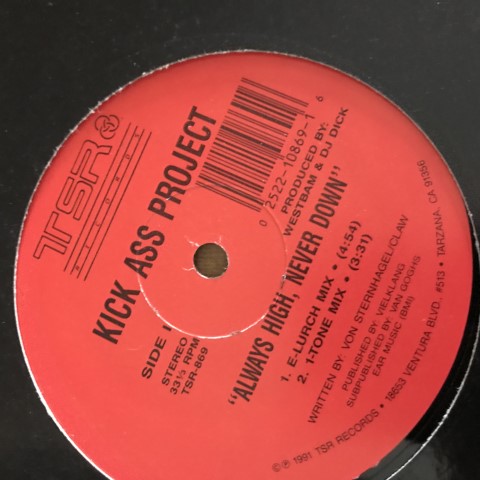 TSR
RECORDS
KICK ASS PROJECT
0 2522-10869-1 6
SIDE
STEREO
33⅓ RPM
TSR-869
PRODUCED BY:
WESTBAM & DJ DICK
"ALWAYS HIGH, NEVER DOWN"
1. E-LURCH MIX • (4:54)
2. 1-TONE MIX • (3:31)
WRITTEN BY: VON STERNHAGEL/CLAW
PUBLISHED BY: VIELKLANG
SUBPUBLISHED BY: VAN GOGHS
EAR MUSIC (BMI)
©℗ 1991 TSR RECORDS • 18653 VENTURA BLVD. #513 • TARZANA, CA 91356